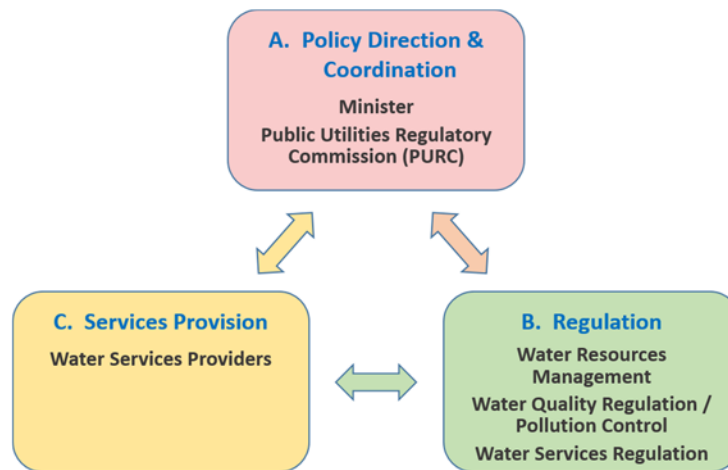 A. Policy Direction &
Coordination
Minister
Public Utilities Regulatory
Commission (PURC)
C. Services Provision
Water Services Providers
B. Regulation
Water Resources
Management
Water Quality Regulation /
Pollution Control
Water Services Regulation